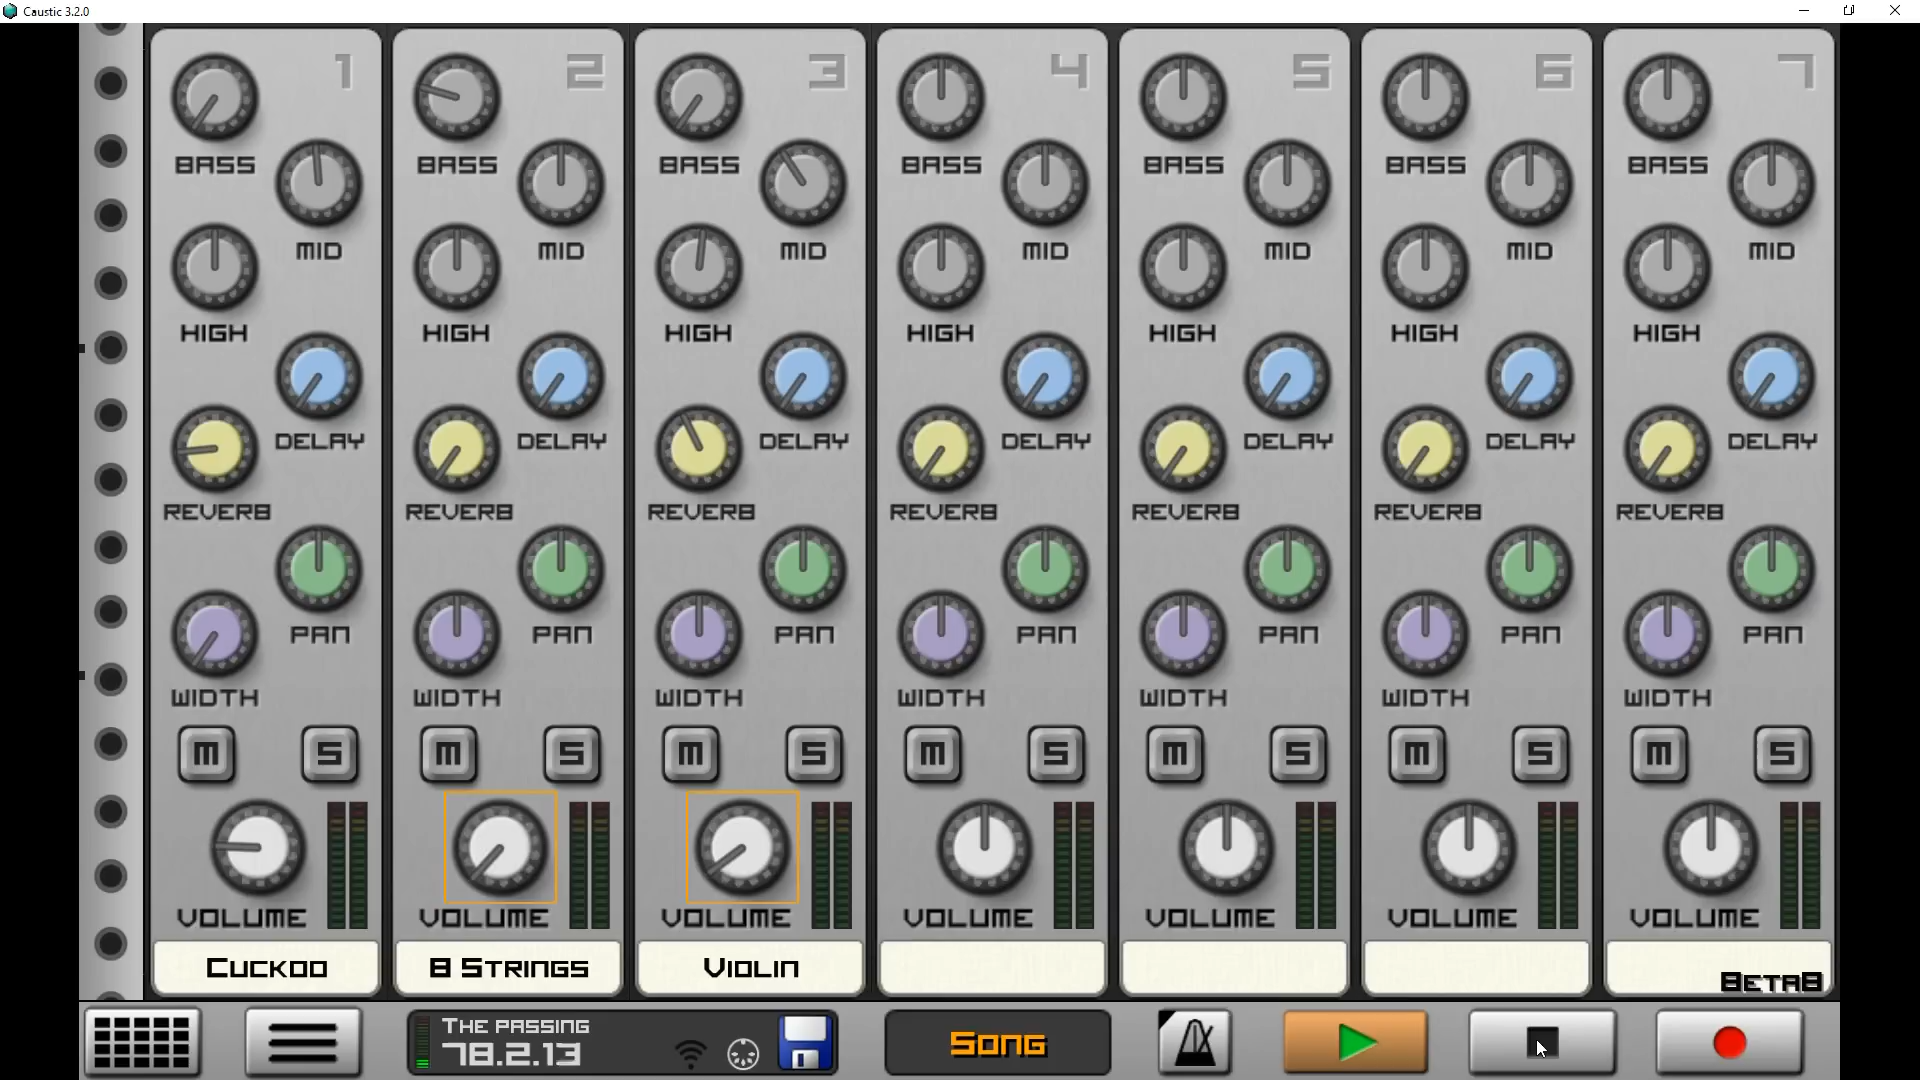 Caustic 3.2.0
1 2 3 4 5 6 7
BASS BASS BASS BASS BASS BASS BASS
MID MID MID MID MID MID MID
HIGH HIGH HIGH HIGH HIGH HIGH HIGH
DELAY DELAY DELAY DELAY DELAY DELAY DELAY
REVERB REVERB REVERB REVERB REVERB REVERB REVERB
PAN PAN PAN PAN PAN PAN PAN
WIDTH WIDTH WIDTH WIDTH WIDTH WIDTH WIDTH
M S M S M S M S M S M S M S
VOLUME VOLUME VOLUME VOLUME VOLUME VOLUME VOLUME
Cuckoo 8 Strings Violin Beta8
The passing
78.2.13
Song